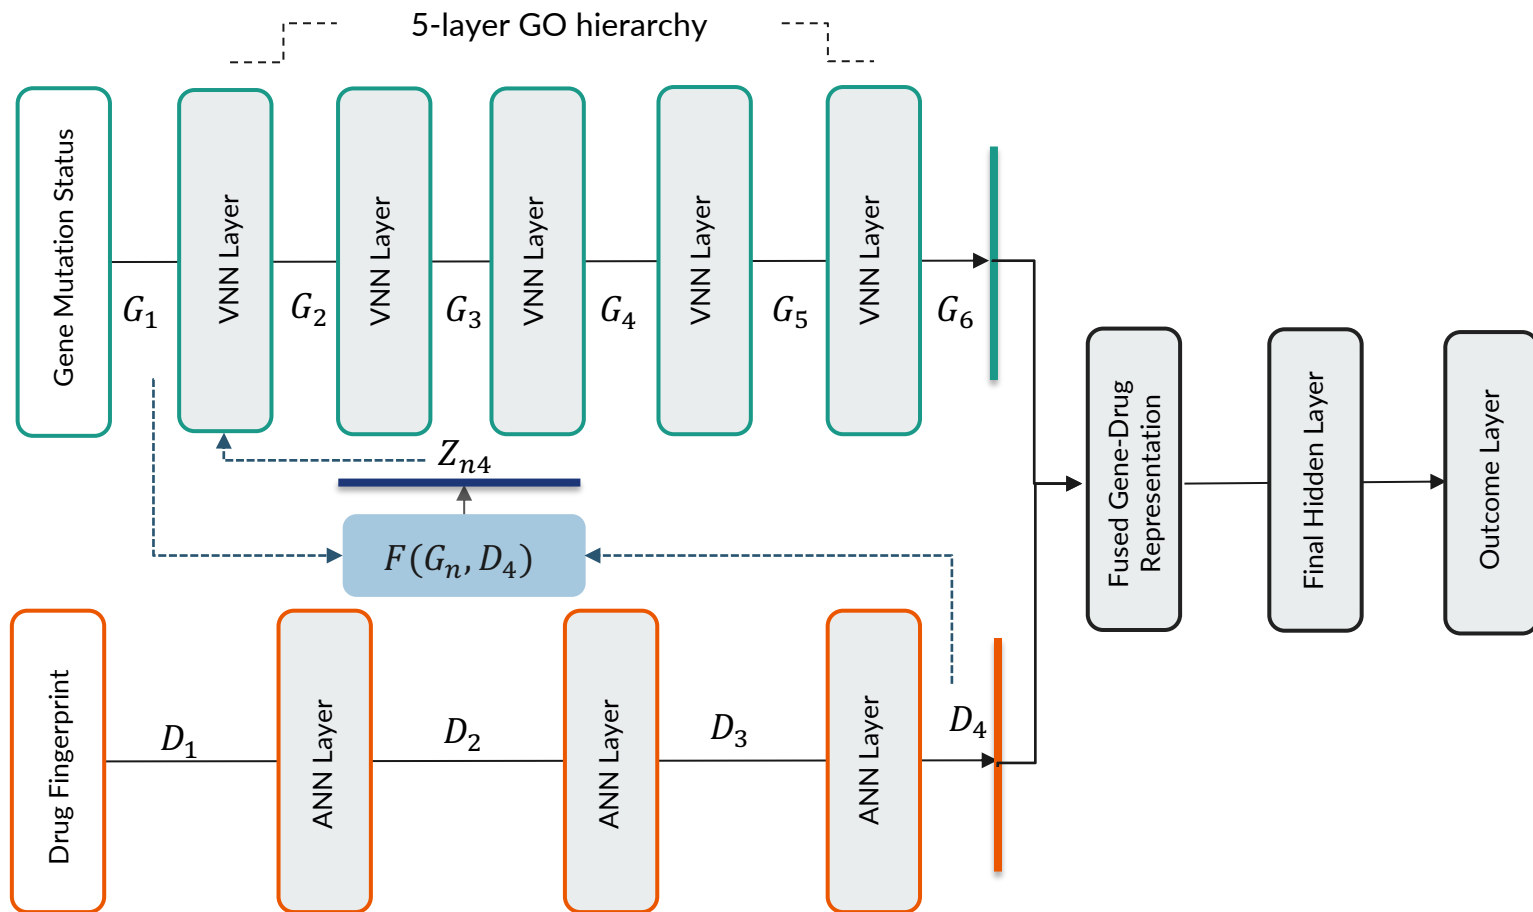 5-layer GO hierarchy
Gene Mutation Status
VNN Layer
VNN Layer
VNN Layer
VNN Layer
VNN Layer
G₁
G₂
G₃
G₄
G₅
G₆
Z_{n4}
F(Gₙ, D₄)
Drug Fingerprint
ANN Layer
ANN Layer
ANN Layer
D₁
D₂
D₃
D₄
Fused Gene-Drug
Representation
Final Hidden Layer
Outcome Layer